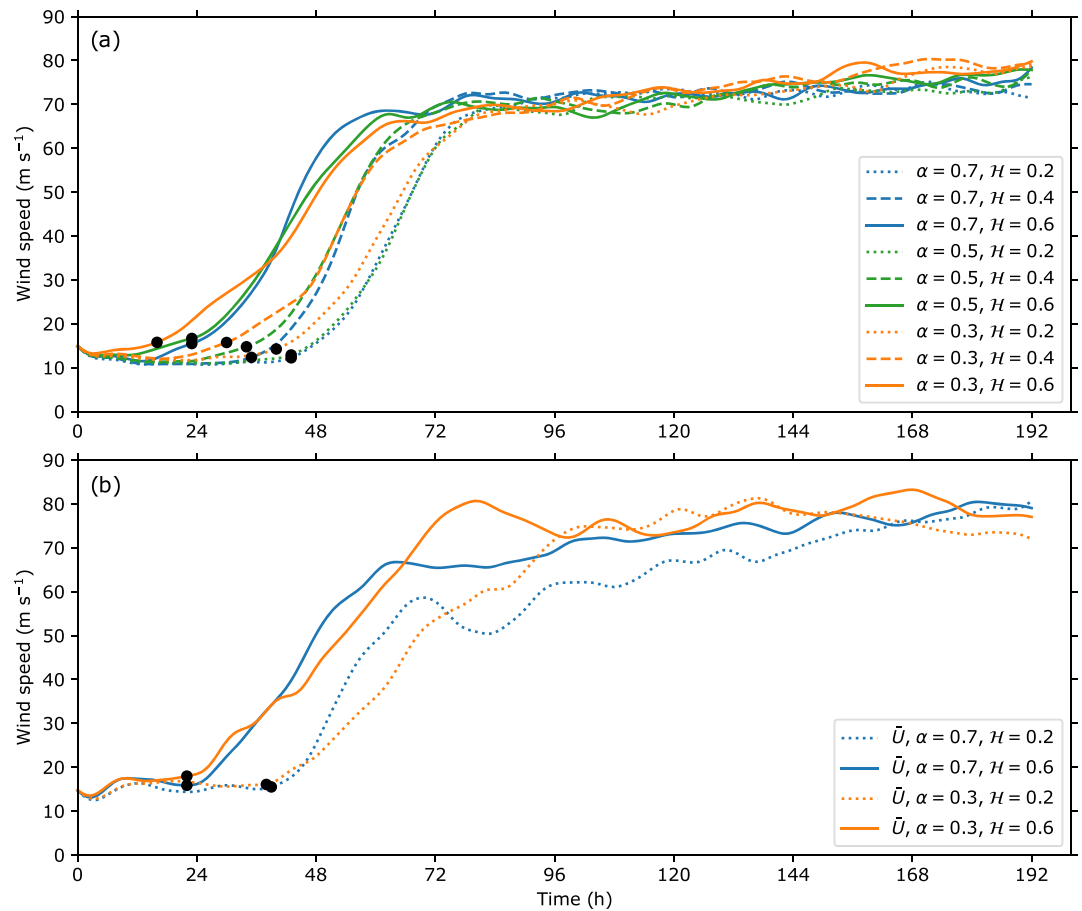 (a)
Wind speed (m s⁻¹)
90
80
70
60
50
40
30
20
10
0
0 24 48 72 96 120 144 168 192
α = 0.7, ℋ = 0.2
α = 0.7, ℋ = 0.4
α = 0.7, ℋ = 0.6
α = 0.5, ℋ = 0.2
α = 0.5, ℋ = 0.4
α = 0.5, ℋ = 0.6
α = 0.3, ℋ = 0.2
α = 0.3, ℋ = 0.4
α = 0.3, ℋ = 0.6
(b)
Wind speed (m s⁻¹)
90
80
70
60
50
40
30
20
10
0
0 24 48 72 96 120 144 168 192
Time (h)
Ū, α = 0.7, ℋ = 0.2
Ū, α = 0.7, ℋ = 0.6
Ū, α = 0.3, ℋ = 0.2
Ū, α = 0.3, ℋ = 0.6